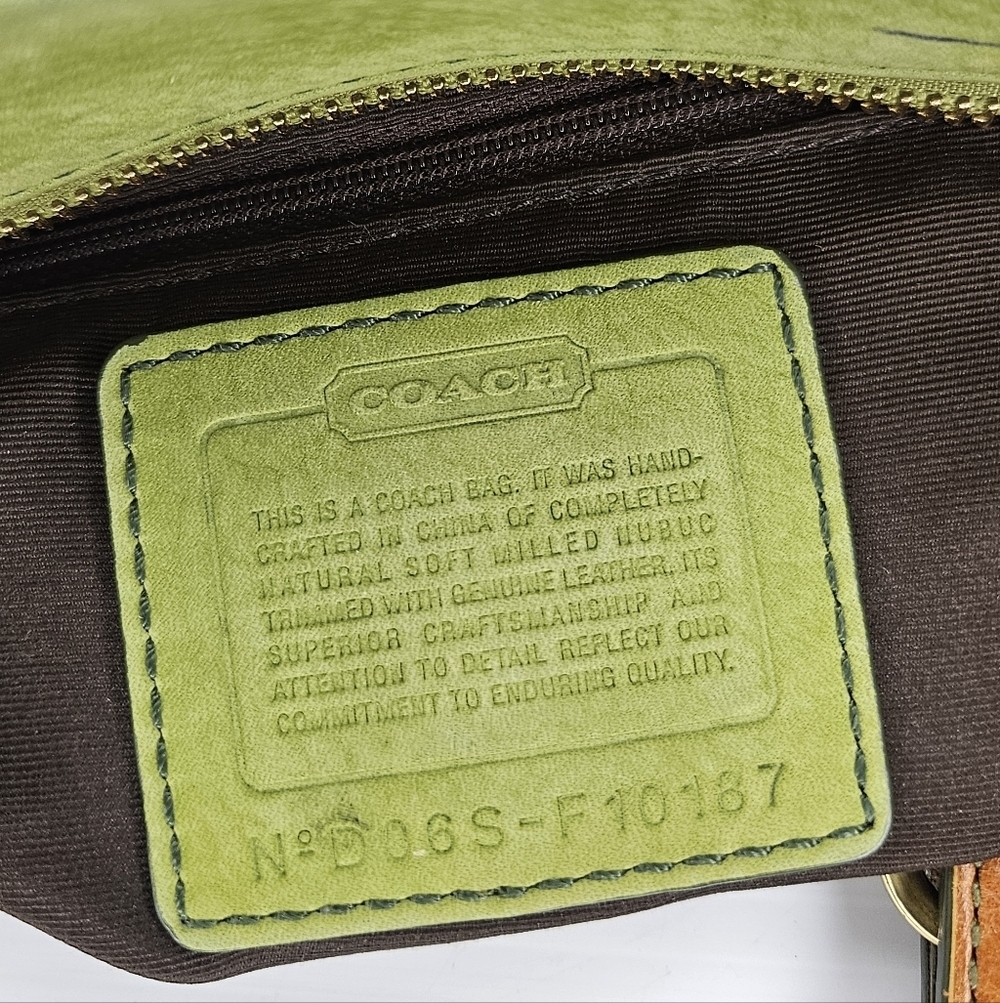 COACH
THIS IS A COACH BAG. IT WAS HAND-
CRAFTED IN CHINA OF COMPLETELY
NATURAL SOFT MILLED NUBUC
TRIMMED WITH GENUINE LEATHER. ITS
SUPERIOR CRAFTSMANSHIP AND
ATTENTION TO DETAIL REFLECT OUR
COMMITMENT TO ENDURING QUALITY.
Nº D06S-F10187